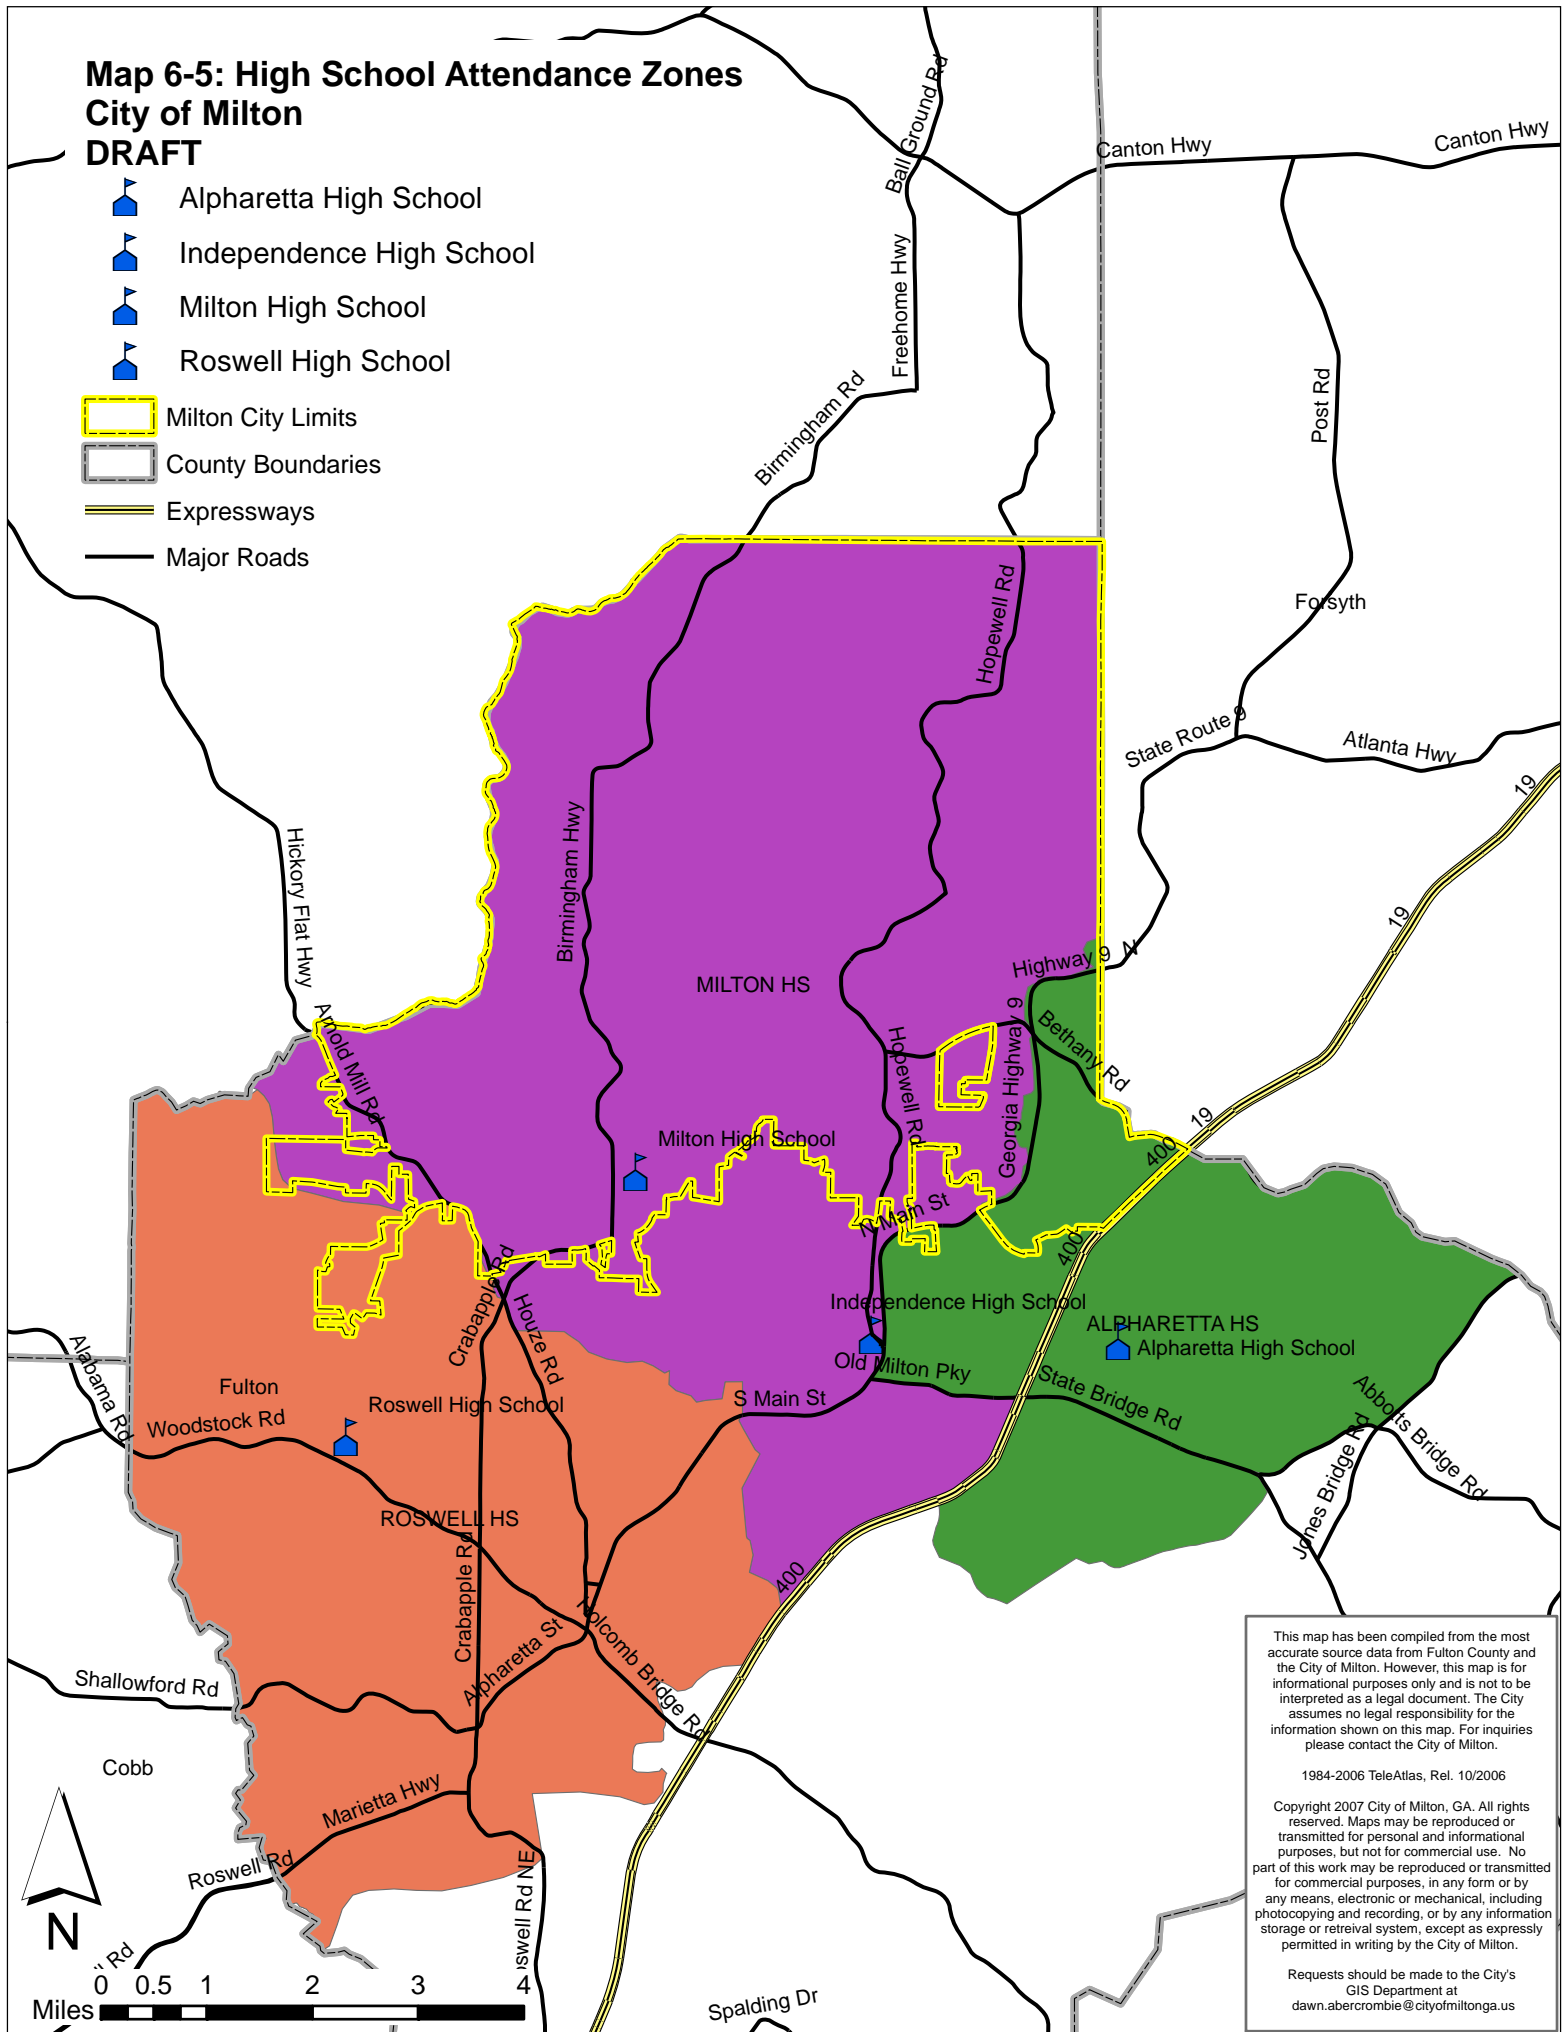 Map 6-5: High School Attendance Zones
City of Milton
DRAFT
Alpharetta High School
Independence High School
Milton High School
Roswell High School
Milton City Limits
County Boundaries
Expressways
Major Roads
Ball Ground Rd
Canton Hwy
Canton Hwy
Freehome Hwy
Birmingham Rd
Post Rd
Hopewell Rd
Forsyth
State Route 9
Atlanta Hwy
19
Hickory Flat Hwy
Birmingham Hwy
19
Highway 9 N
MILTON HS
Arnold Mill Rd
Hopewell Rd
Georgia Highway 9
Bethany Rd
19
400
Milton High School
N Main St
400
Crabapple Rd
Houze Rd
Independence High School
ALPHARETTA HS
Alpharetta High School
Old Milton Pky
Alabama Rd
Fulton
Woodstock Rd
Roswell High School
S Main St
State Bridge Rd
Abbotts Bridge Rd
Jones Bridge Rd
ROSWELL HS
Crabapple Rd
400
Holcomb Bridge Rd
Alpharetta St
Shallowford Rd
Cobb
Marietta Hwy
Roswell Rd
oswell Rd NE
Rd
Spalding Dr
N
0 0.5 1 2 3 4
Miles
This map has been compiled from the most
accurate source data from Fulton County and
the City of Milton. However, this map is for
informational purposes only and is not to be
interpreted as a legal document. The City
assumes no legal responsibility for the
information shown on this map. For inquiries
please contact the City of Milton.
1984-2006 TeleAtlas, Rel. 10/2006
Copyright 2007 City of Milton, GA. All rights
reserved. Maps may be reproduced or
transmitted for personal and informational
purposes, but not for commercial use. No
part of this work may be reproduced or transmitted
for commercial purposes, in any form or by
any means, electronic or mechanical, including
photocopying and recording, or by any information
storage or retreival system, except as expressly
permitted in writing by the City of Milton.
Requests should be made to the City's
GIS Department at
dawn.abercrombie@cityofmiltonga.us